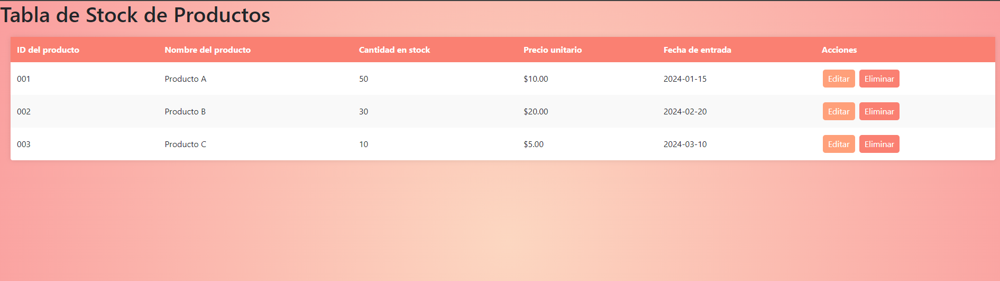 Tabla de Stock de Productos
ID del producto Nombre del producto Cantidad en stock Precio unitario Fecha de entrada Acciones
001 Producto A 50 $10.00 2024-01-15 Editar Eliminar
002 Producto B 30 $20.00 2024-02-20 Editar Eliminar
003 Producto C 10 $5.00 2024-03-10 Editar Eliminar